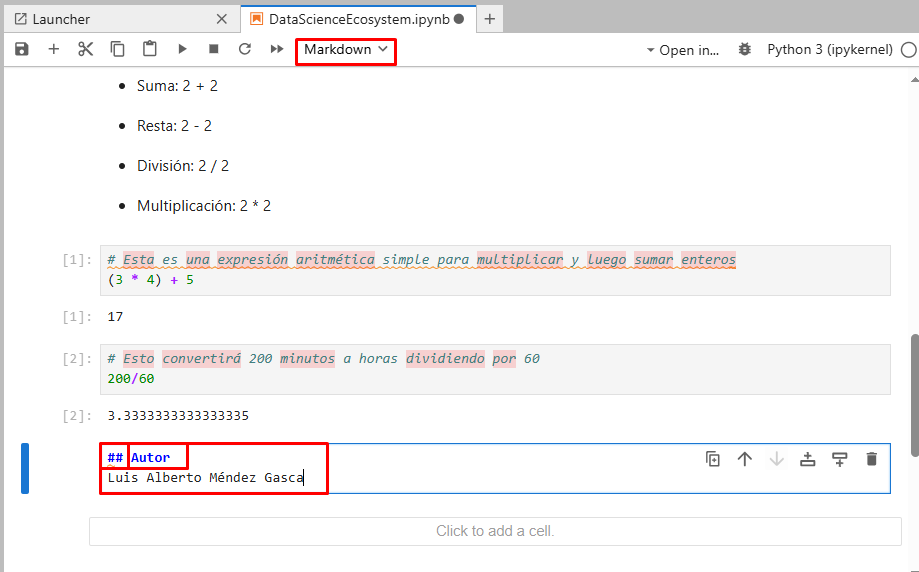 Launcher
DataScienceEcosystem.ipynb
Markdown
Open in...
Python 3 (ipykernel)
• Suma: 2 + 2
• Resta: 2 - 2
• División: 2 / 2
• Multiplicación: 2 * 2
[1]: # Esta es una expresión aritmética simple para multiplicar y luego sumar enteros
(3 * 4) + 5
[1]: 17
[2]: # Esto convertirá 200 minutos a horas dividiendo por 60
200/60
[2]: 3.3333333333333335
## Autor
Luis Alberto Méndez Gasca
Click to add a cell.